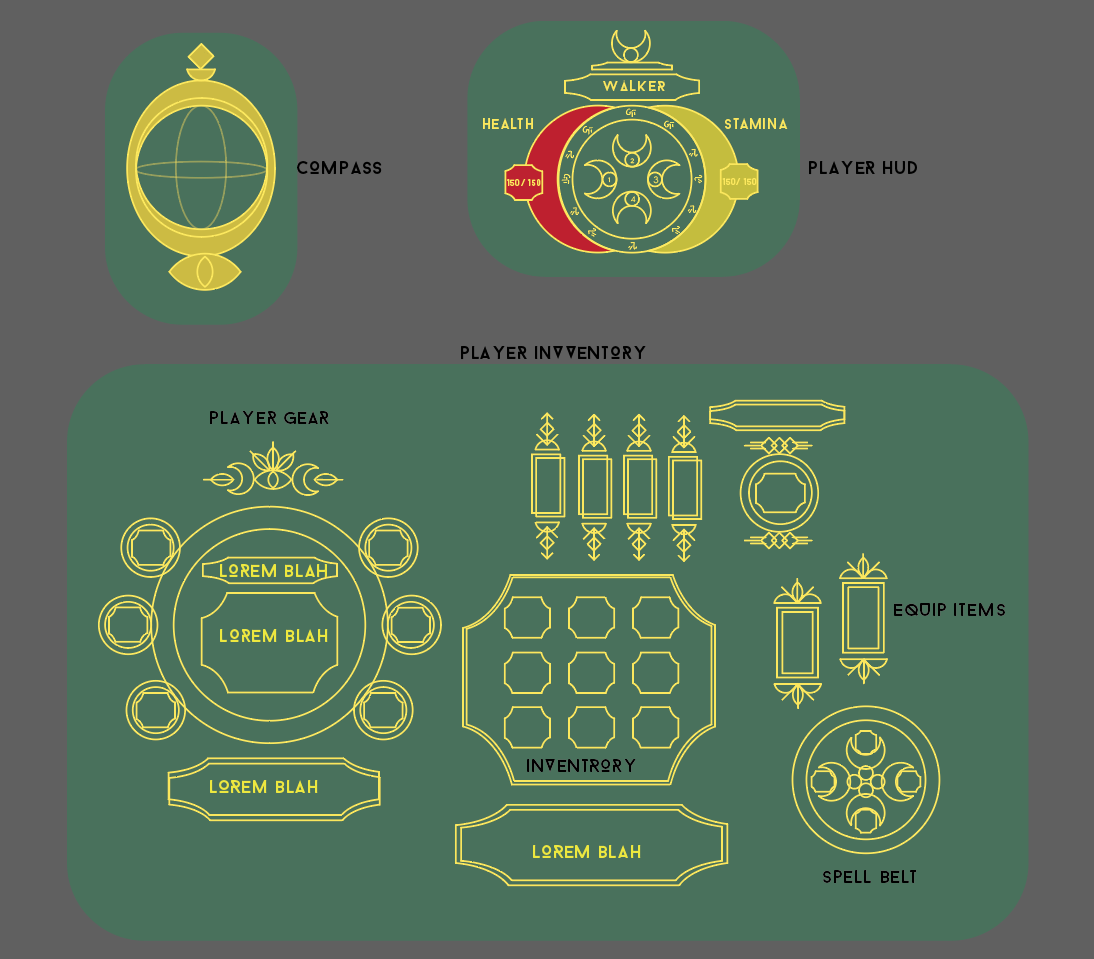 WALKER
HEALTH
STAMINA
COMPASS
PLAYER HUD
150/ 150
1
2
3
4
150/ 150
PLAYER INVVENTORY
PLAYER GEAR
LOREM BLAH
LOREM BLAH
EQUIP ITEMS
INVENTRORY
LOREM BLAH
LOREM BLAH
SPELL BELT